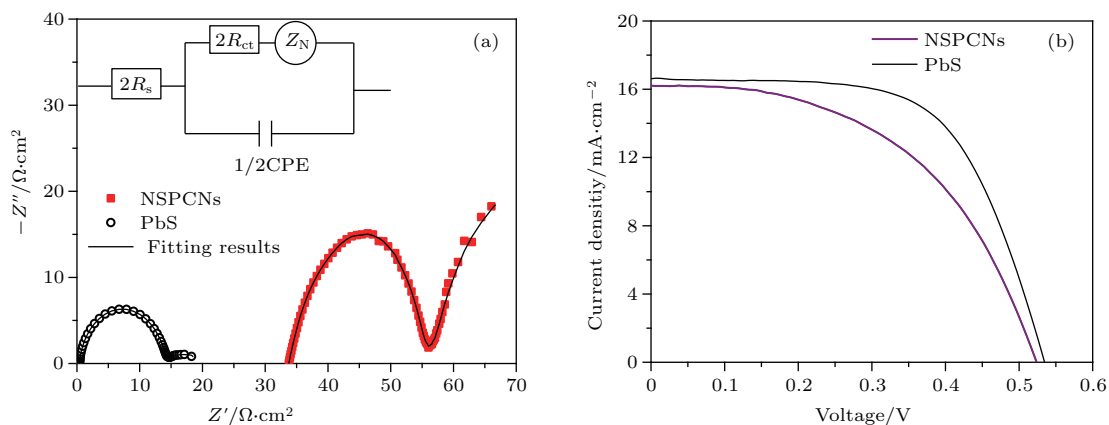 40
30
20
10
0
−Z″/Ω·cm²
0
10
20
30
40
50
60
70
Z′/Ω·cm²
(a)
2Rct
ZN
2Rs
1/2CPE
NSPCNs
PbS
Fitting results
20
16
12
8
4
0
Current densitiy/mA·cm−2
0
0.1
0.2
0.3
0.4
0.5
0.6
Voltage/V
NSPCNs
PbS
(b)